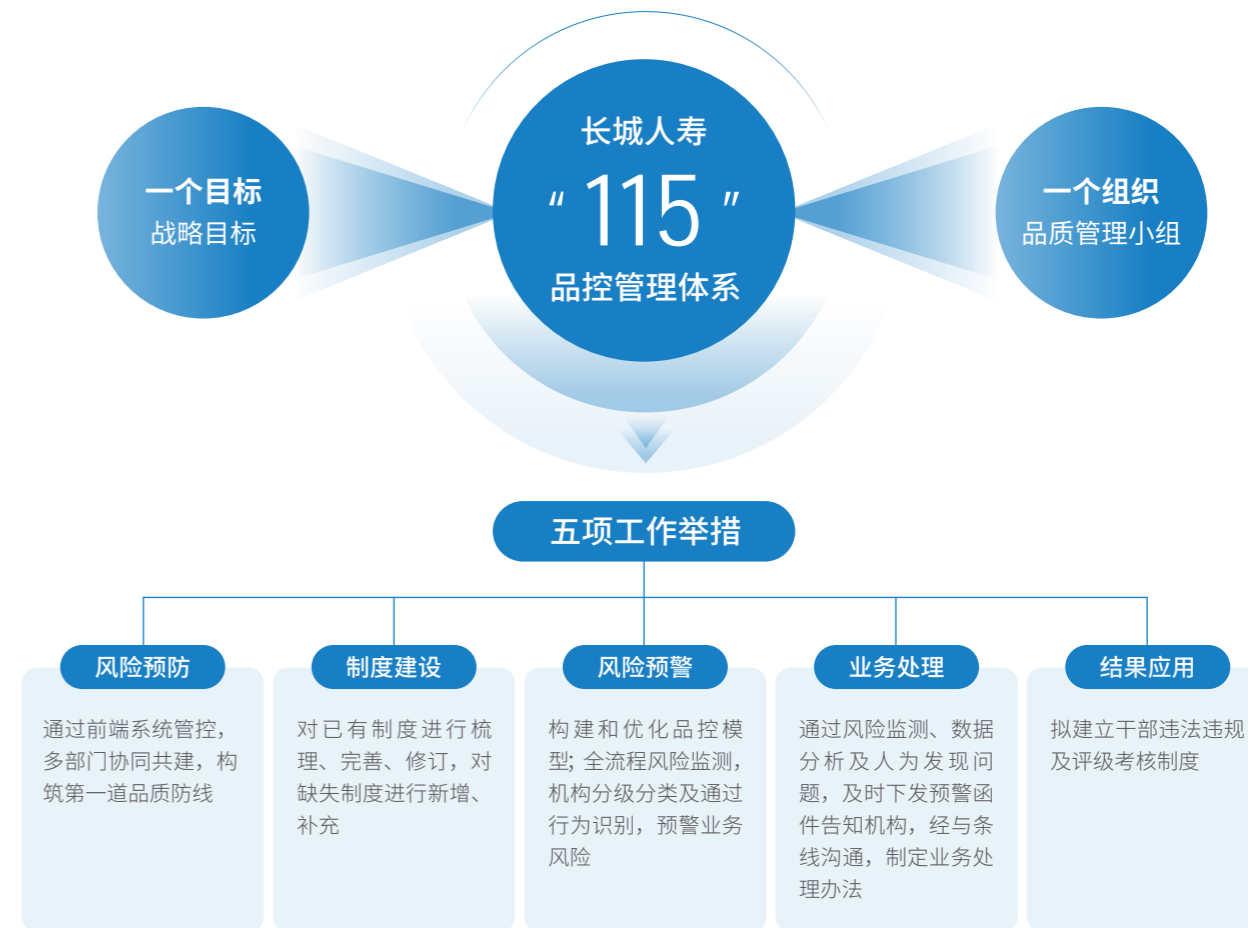 长城人寿
“115”
品控管理体系
一个目标
战略目标
一个组织
品质管理小组
五项工作举措
风险预防
通过前端系统管控，
多部门协同共建，构
筑第一道品质防线
制度建设
对已有制度进行梳
理、完善、修订，对
缺失制度进行新增、
补充
风险预警
构建和优化品控模
型; 全流程风险监测，
机构分级分类及通过
行为识别，预警业务
风险
业务处理
通过风险监测、数据
分析及人为发现问
题，及时下发预警函
件告知机构，经与条
线沟通，制定业务处
理办法
结果应用
拟建立干部违法违规
及评级考核制度